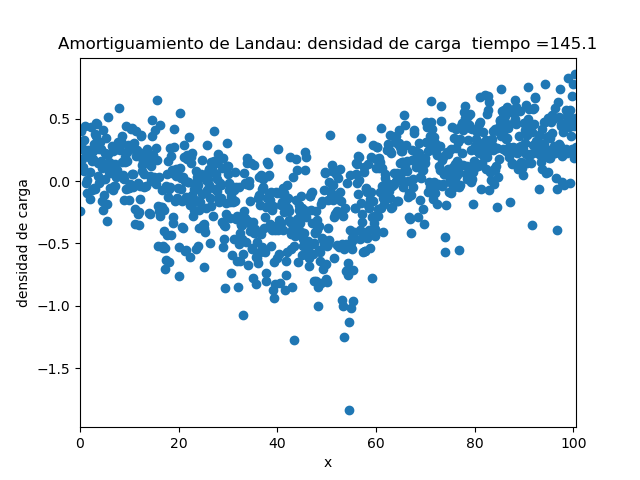 Amortiguamiento de Landau: densidad de carga  tiempo =145.1
densidad de carga
0.5
0.0
−0.5
−1.0
−1.5
0 20 40 60 80 100
x